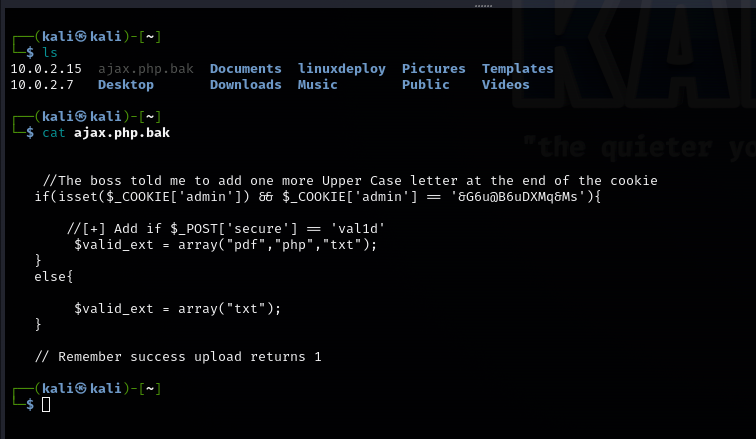 ┌──(kali㉿kali)-[~]
└─$ ls
10.0.2.15  ajax.php.bak  Documents  linuxdeploy  Pictures  Templates
10.0.2.7   Desktop       Downloads  Music        Public    Videos
┌──(kali㉿kali)-[~]
└─$ cat ajax.php.bak
//The boss told me to add one more Upper Case letter at the end of the cookie
if(isset($_COOKIE['admin']) && $_COOKIE['admin'] == '&G6u@B6uDXMq&Ms'){
//[+] Add if $_POST['secure'] == 'val1d'
$valid_ext = array("pdf","php","txt");
}
else{
$valid_ext = array("txt");
}
// Remember success upload returns 1
┌──(kali㉿kali)-[~]
└─$
"the quieter yo